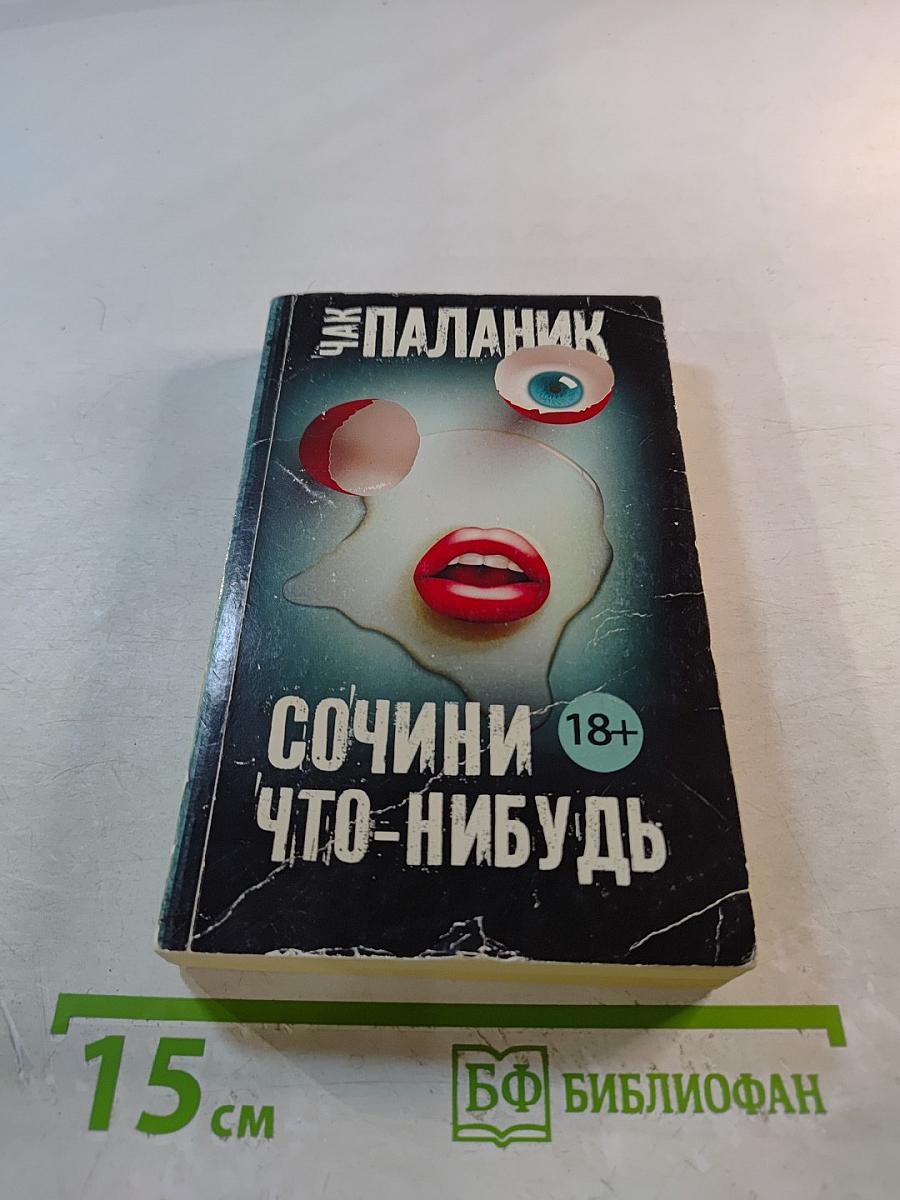 ЧАК
ПАЛАНИК
СОЧИНИ
18+
ЧТО-НИБУДЬ
15 см
БФ БИБЛИОФАН